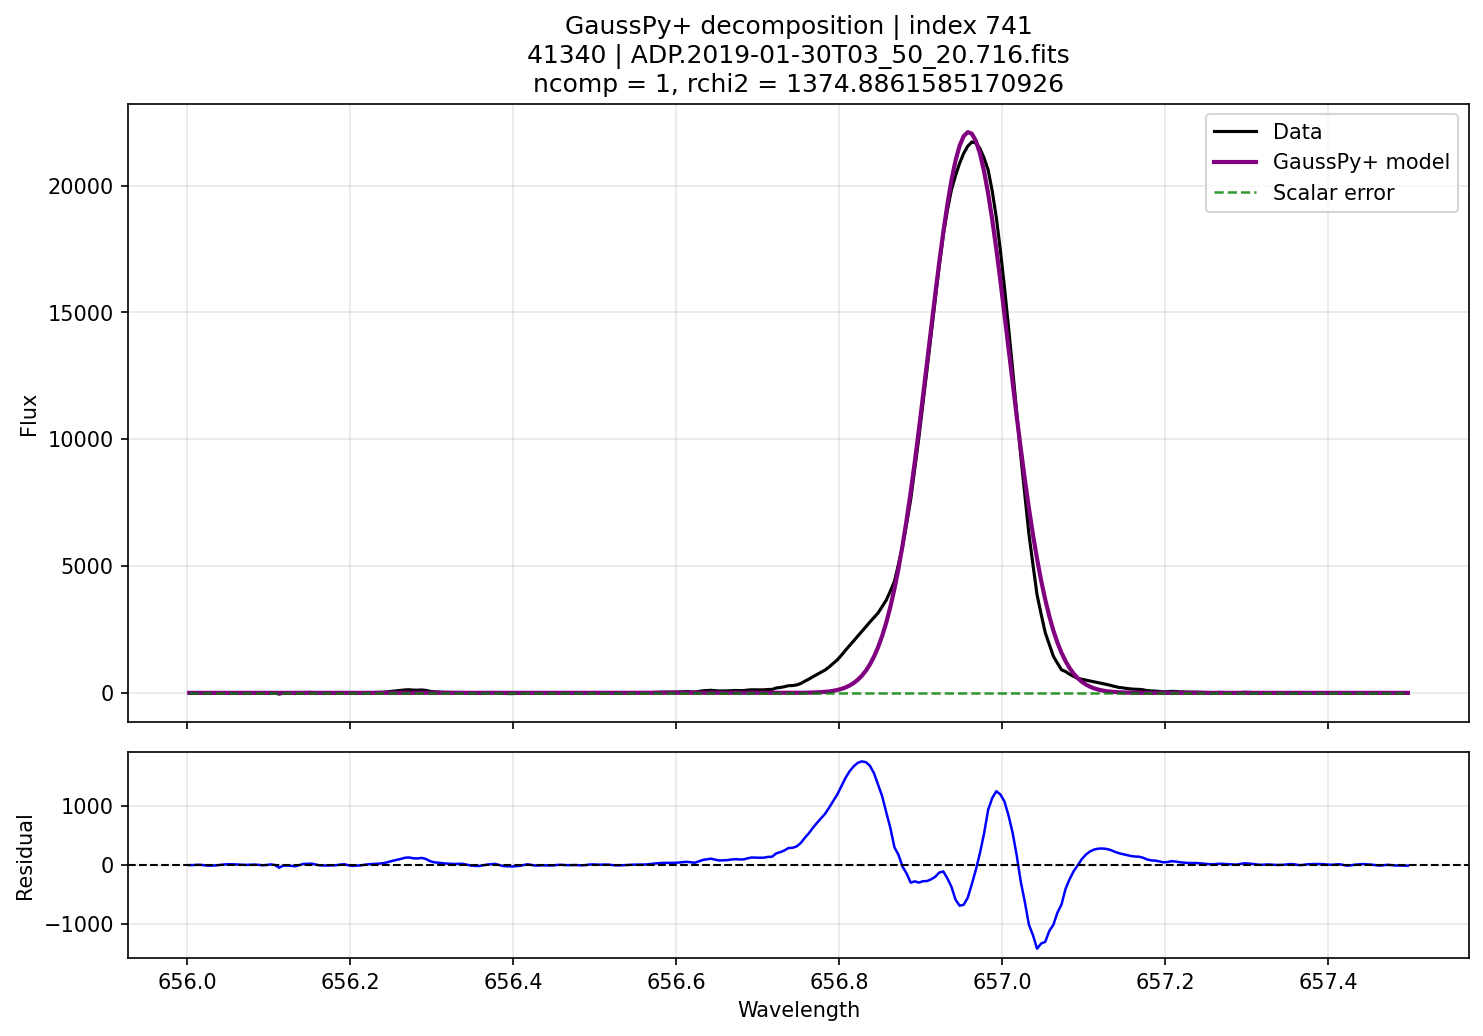 GaussPy+ decomposition | index 741
41340 | ADP.2019-01-30T03_50_20.716.fits
ncomp = 1, rchi2 = 1374.8861585170926
Data
GaussPy+ model
Scalar error
Flux
20000
15000
10000
5000
0
Residual
1000
0
−1000
656.0 656.2 656.4 656.6 656.8 657.0 657.2 657.4
Wavelength